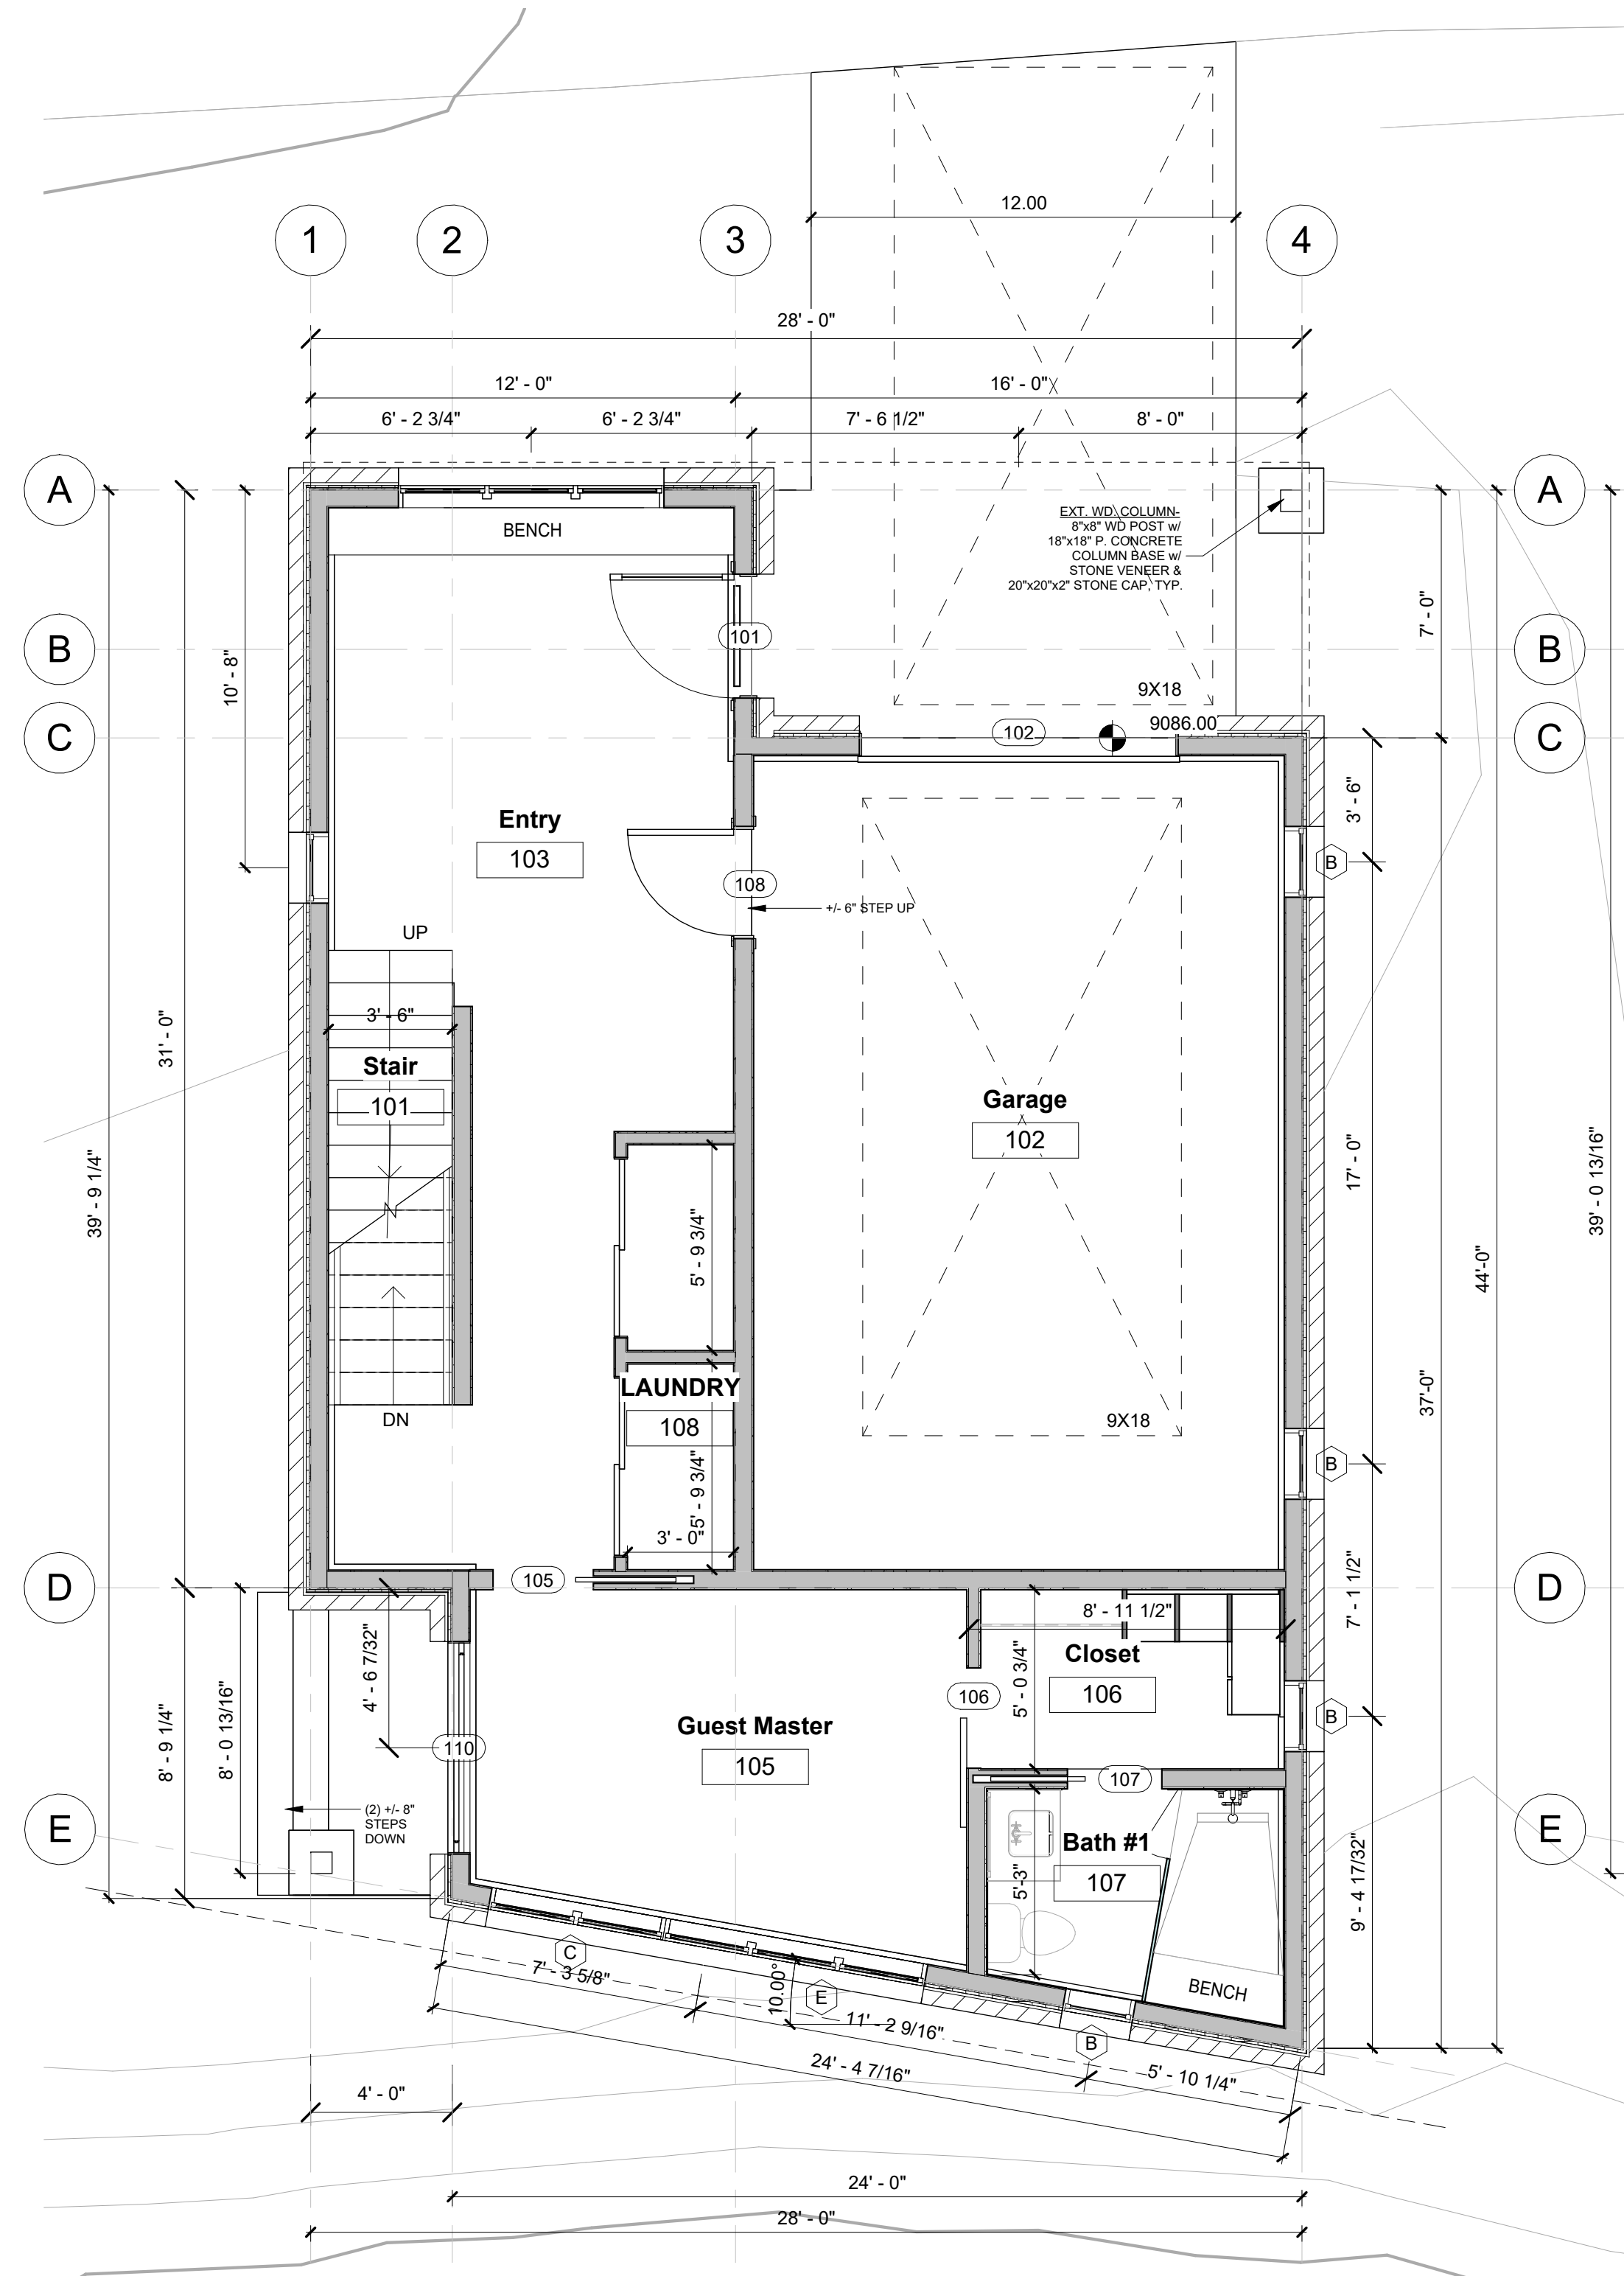 12.00
1
2
3
4
28' - 0"
12' - 0"
16' - 0"
6' - 2 3/4"
6' - 2 3/4"
7' - 6 1/2"
8' - 0"
A
A
BENCH
EXT. WD. COLUMN-
8"x8" WD POST w/
18"x18" P. CONCRETE
COLUMN BASE w/
STONE VENEER &
20"x20"x2" STONE CAP, TYP.
7' - 0"
101
B
B
10' - 8"
9X18
9086.00
102
C
C
3' - 6"
Entry
103
B
108
+/- 6" STEP UP
UP
3' - 6"
31' - 0"
Stair
101
Garage
102
39' - 9 1/4"
17' - 0"
39' - 0 13/16"
5' - 9 3/4"
44'-0"
LAUNDRY
108
37'-0"
DN
9X18
B
5' - 9 3/4"
3' - 0"
105
D
D
7' - 1 1/2"
8' - 11 1/2"
4' - 6 7/32"
Closet
106
5' - 0 3/4"
106
Guest Master
105
B
110
8' - 9 1/4"
8' - 0 13/16"
107
(2) +/- 8"
STEPS
DOWN
E
E
Bath #1
107
5'-3"
9' - 4 17/32"
C
7' - 3 5/8"
10.00°
E
BENCH
11' - 2 9/16"
B
24' - 4 7/16"
5' - 10 1/4"
4' - 0"
24' - 0"
28' - 0"